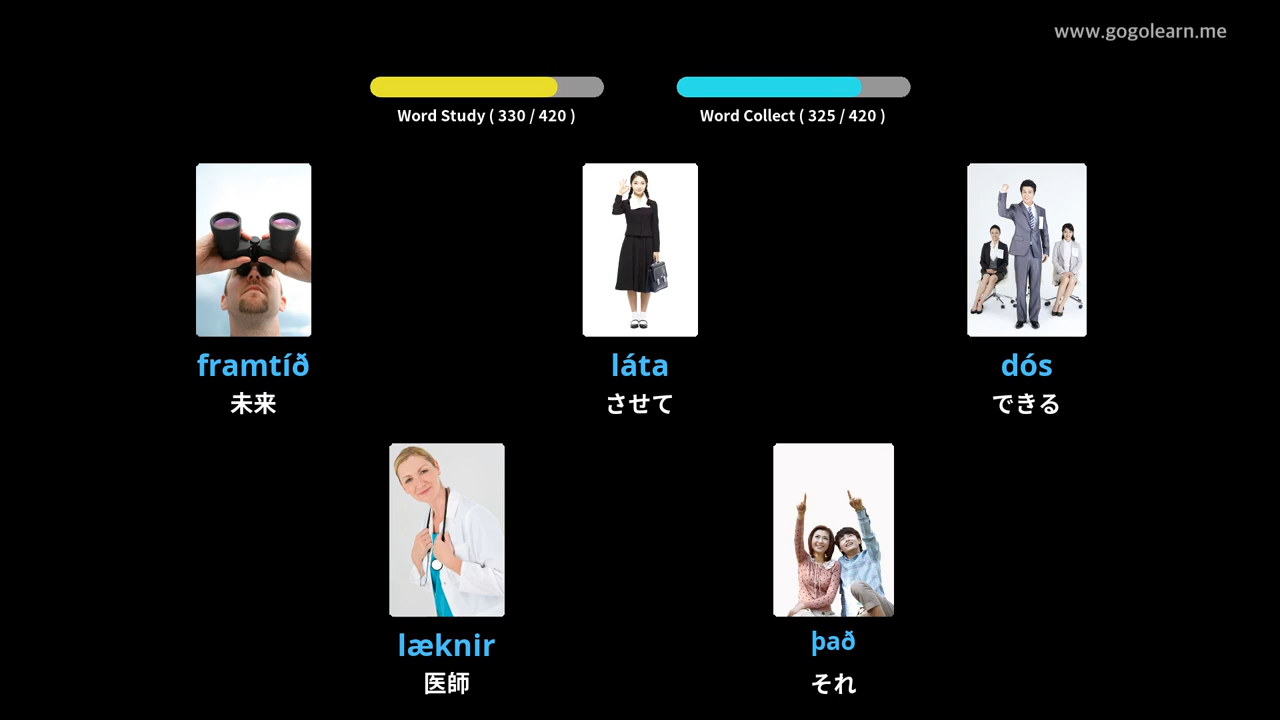 www.gogolearn.me
Word Study ( 330 / 420 )
Word Collect ( 325 / 420 )
framtíð
未来
láta
させて
dós
できる
læknir
医師
það
それ